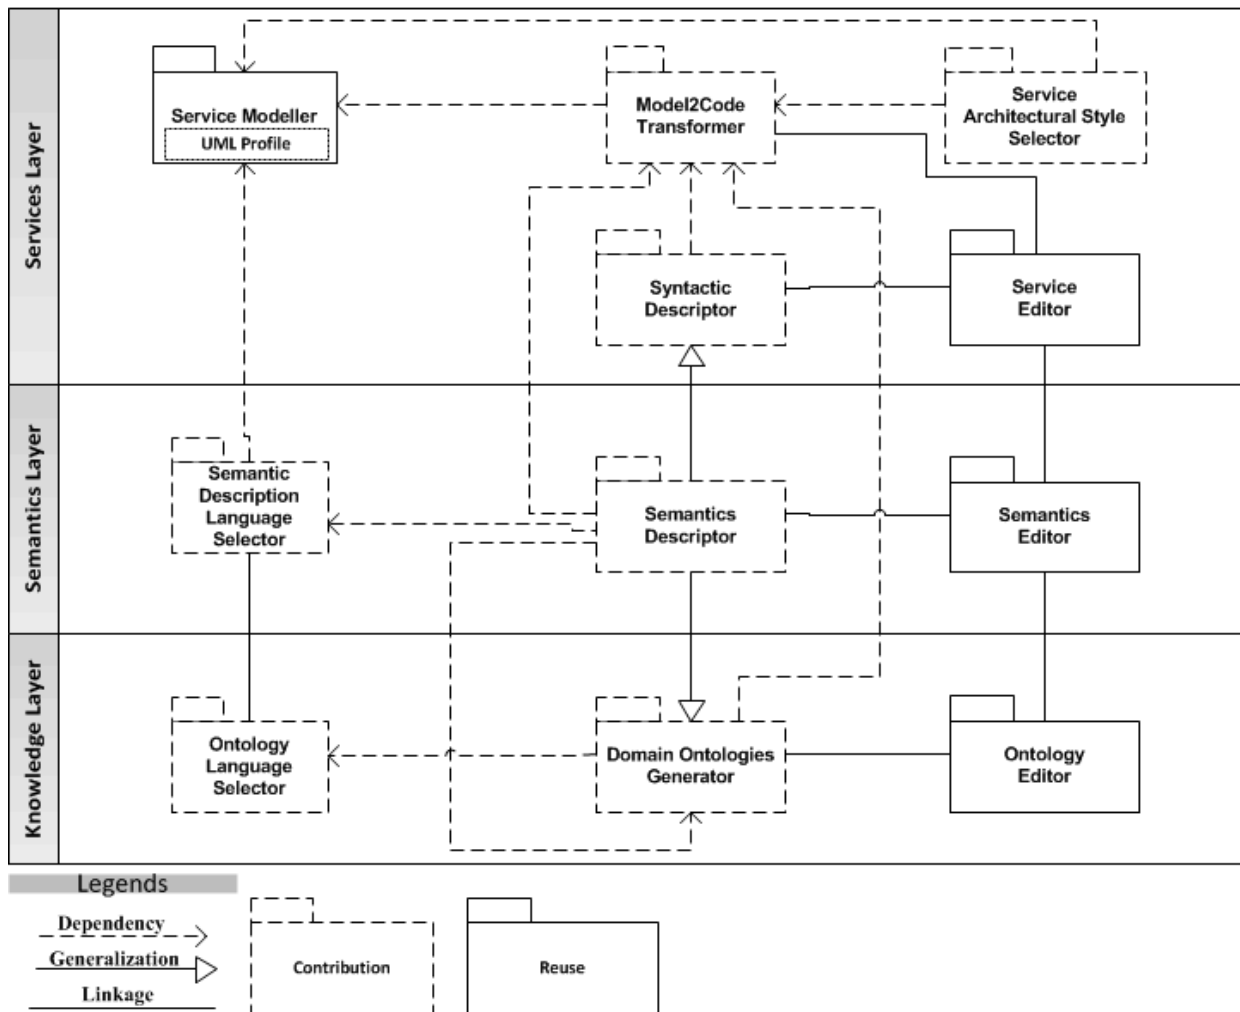 Services Layer
Service Modeller
UML Profile
Model2Code
Transformer
Service
Architectural Style
Selector
Syntactic
Descriptor
Service
Editor
Semantics Layer
Semantic
Description
Language
Selector
Semantics
Descriptor
Semantics
Editor
Knowledge Layer
Ontology
Language
Selector
Domain Ontologies
Generator
Ontology
Editor
Legends
Dependency
Generalization
Linkage
Contribution
Reuse